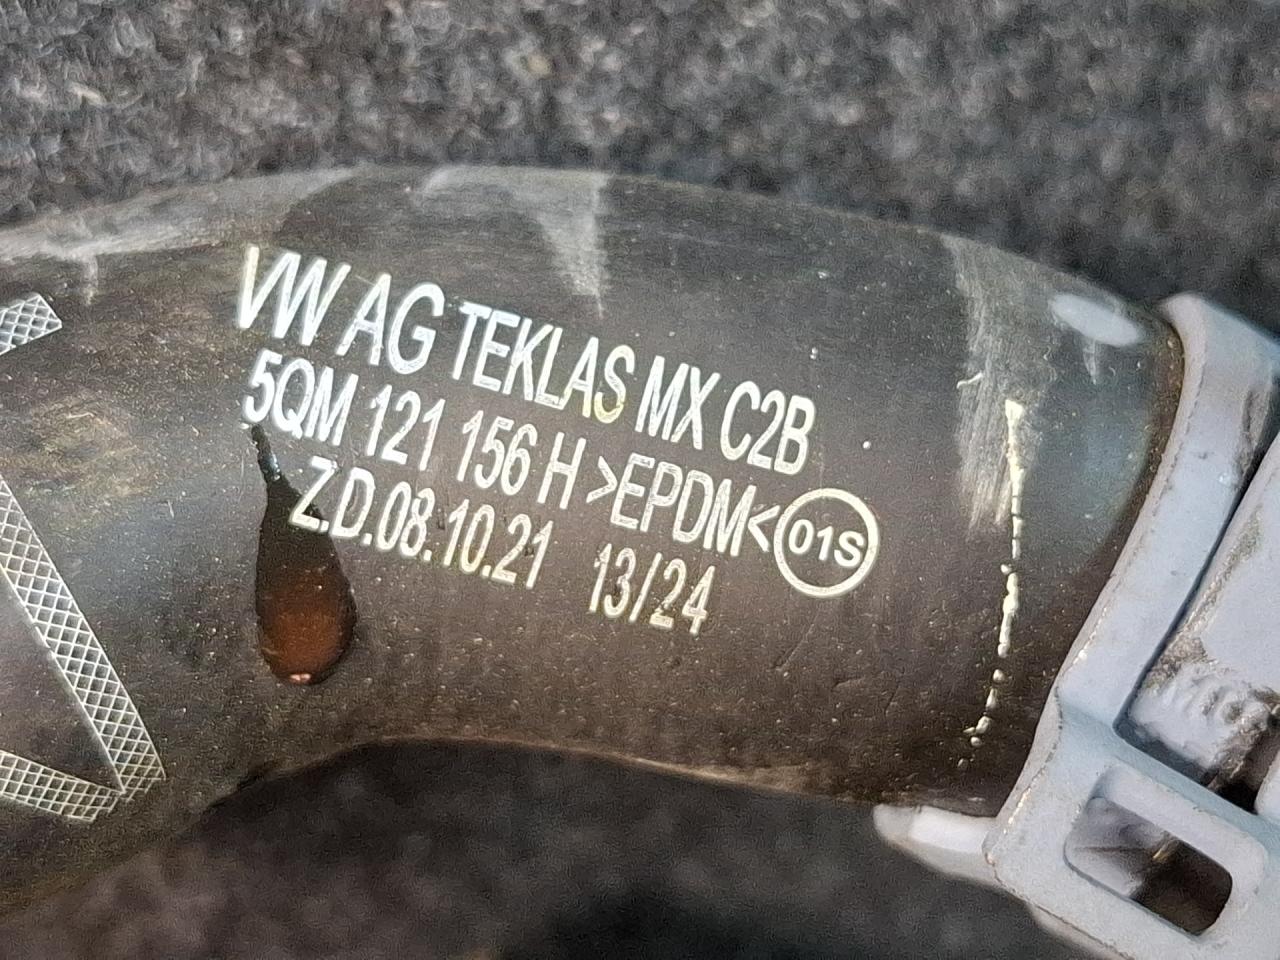 VW AG TEKLAS MX C2B
5QM 121 156 H >EPDM< 01S
Z.D.08.10.21 13/24